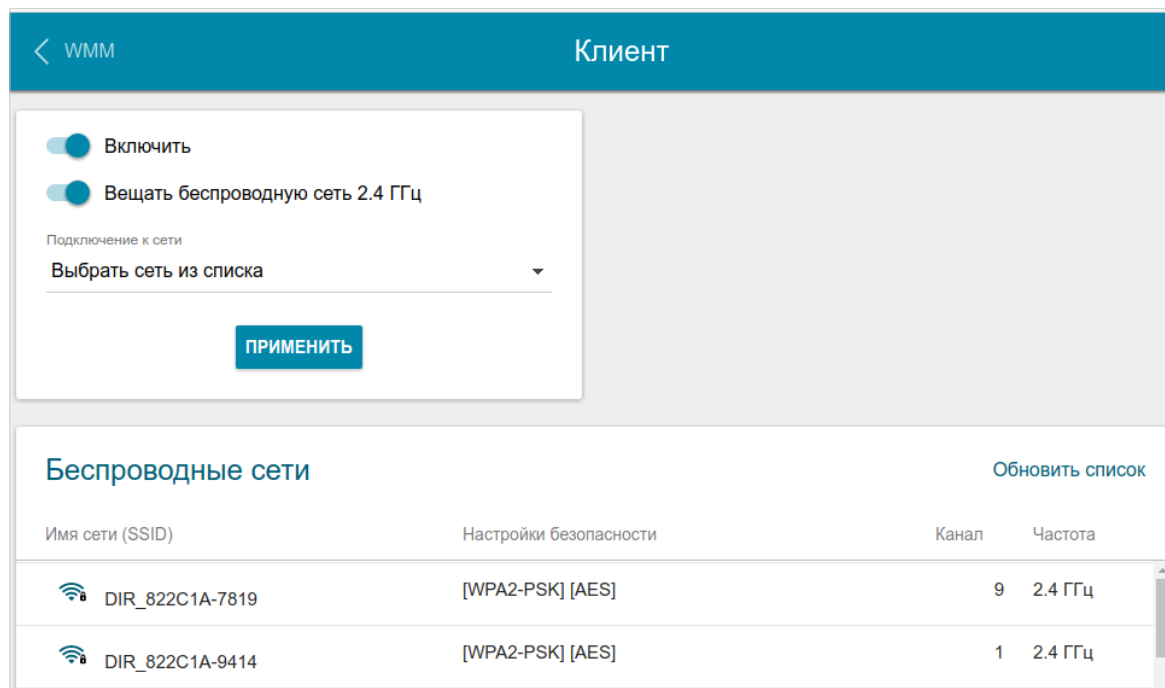 WMM Клиент
Включить
Вещать беспроводную сеть 2.4 ГГц
Подключение к сети
Выбрать сеть из списка
ПРИМЕНИТЬ
Беспроводные сети Обновить список
Имя сети (SSID) Настройки безопасности Канал Частота
DIR_822C1A-7819 [WPA2-PSK] [AES] 9 2.4 ГГц
DIR_822C1A-9414 [WPA2-PSK] [AES] 1 2.4 ГГц